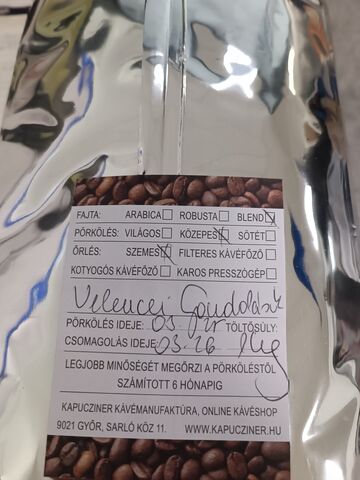 FAJTA: ARABICA ROBUSTA BLEND
PÖRKÖLÉS: VILÁGOS KÖZEPES SÖTÉT
ŐRLÉS: SZEMES FILTERES KÁVÉFŐZŐ
KOTYOGÓS KÁVÉFŐZŐ KAROS PRESSZÓGÉP
Velencei
PÖRKÖLÉS IDEJE: 03. TÖLTŐSÚLY:
CSOMAGOLÁS IDEJE: 03.26 1kg
LEGJOBB MINŐSÉGÉT MEGŐRZI A PÖRKÖLÉSTŐL
SZÁMÍTOTT 6 HÓNAPIG
KAPUCZINER KÁVÉMANUFAKTÚRA, ONLINE KÁVÉSHOP
9021 GYŐR, SARLÓ KÖZ 11. WWW.KAPUCZINER.HU